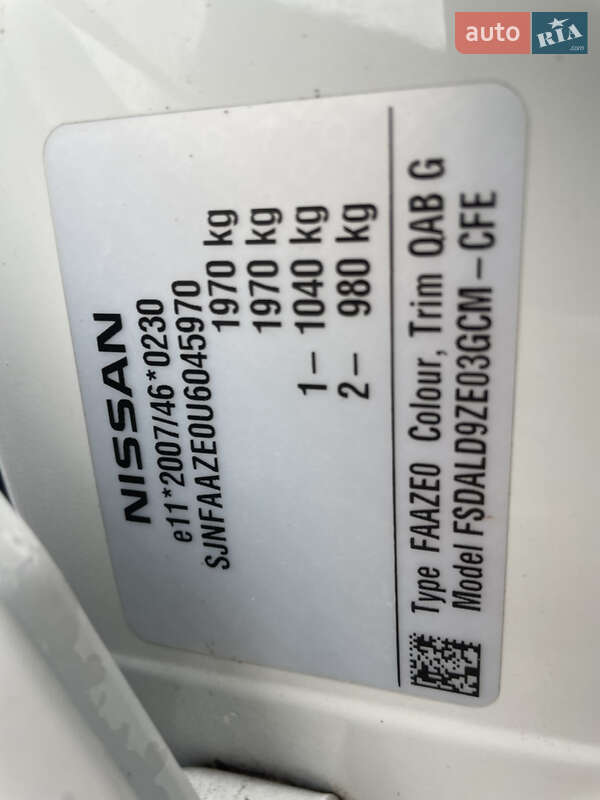 auto RIA .com
NISSAN
e11*2007/46*0230
SJNFAAZE0U6045970
1970 kg
1970 kg
1– 1040 kg
2– 980 kg
Type FAAZE0 Colour, Trim QAB G
Model FSDALD9ZE03GCM–CFE